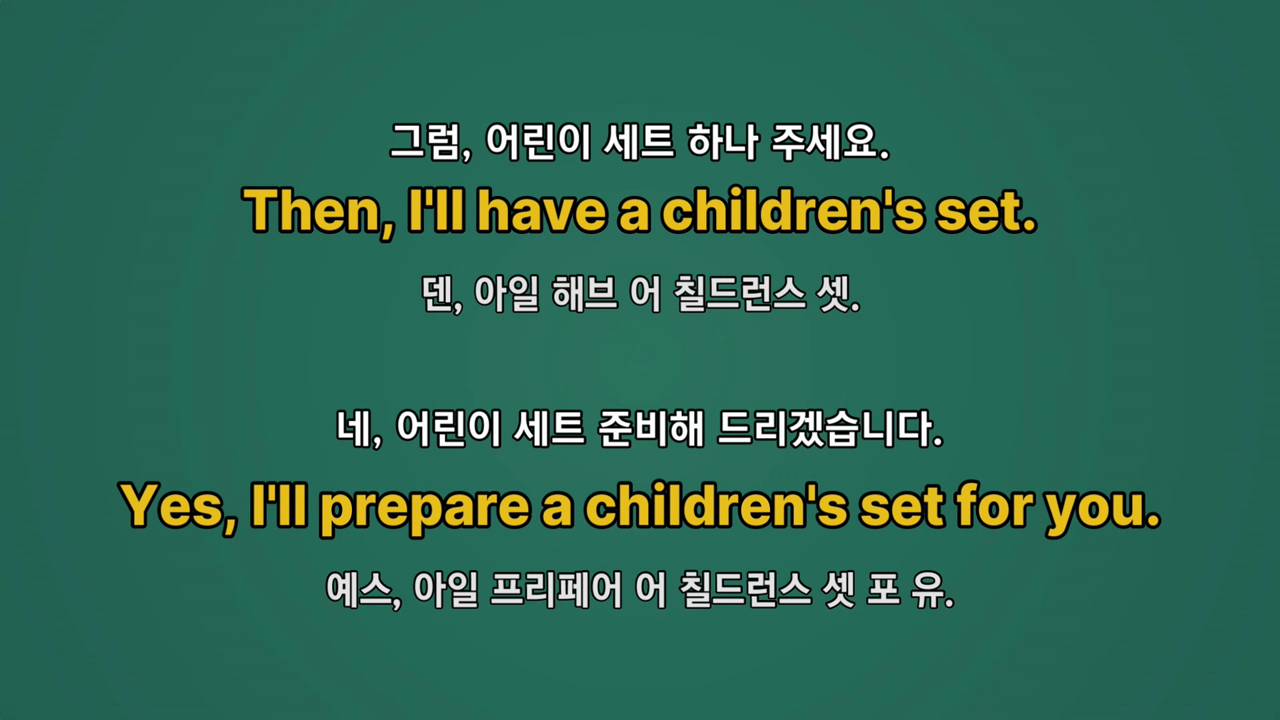 그럼, 어린이 세트 하나 주세요.
Then, I'll have a children's set.
덴, 아일 해브 어 칠드런스 셋.
네, 어린이 세트 준비해 드리겠습니다.
Yes, I'll prepare a children's set for you.
예스, 아일 프리페어 어 칠드런스 셋 포 유.